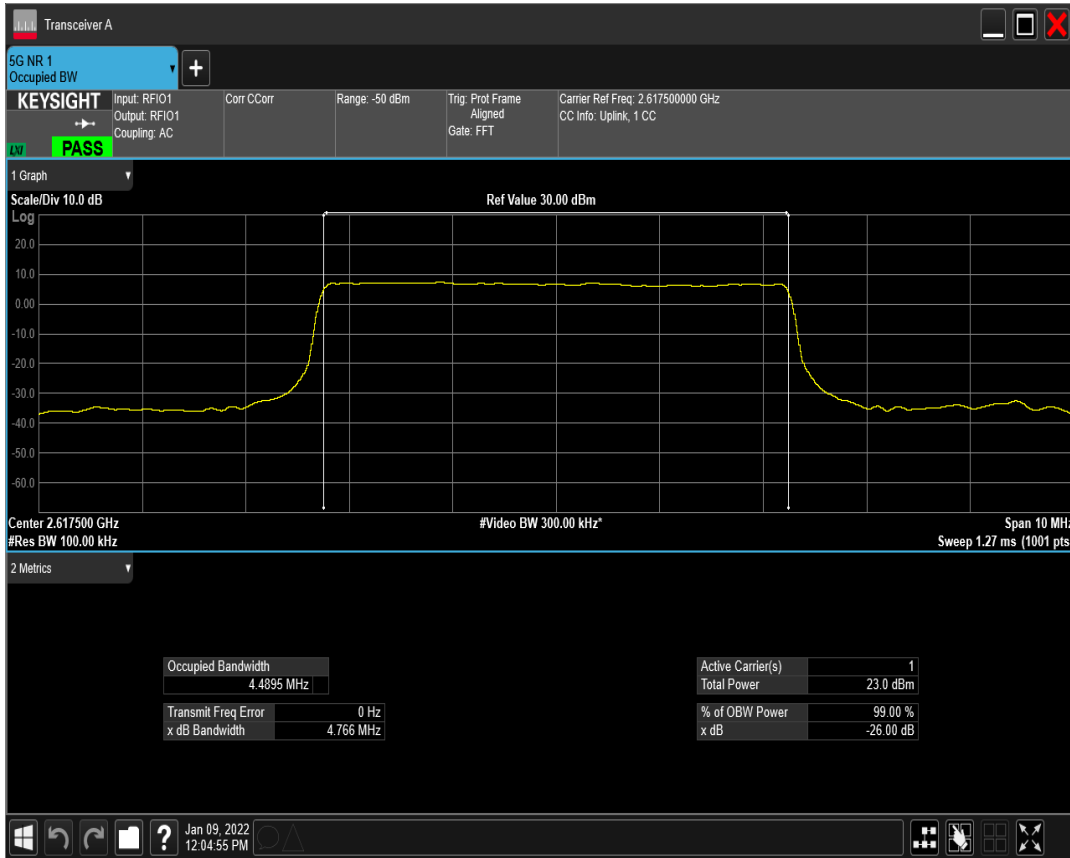 Transceiver A
5G NR 1
Occupied BW
KEYSIGHT
Input: RFIO1
Output: RFIO1
Coupling: AC
Corr CCorr
Range: -50 dBm
Trig: Prot Frame
Aligned
Gate: FFT
Carrier Ref Freq: 2.617500000 GHz
CC Info: Uplink, 1 CC
LXI
PASS
1 Graph
Scale/Div 10.0 dB
Ref Value 30.00 dBm
Log
20.0
10.0
0.00
-10.0
-20.0
-30.0
-40.0
-50.0
-60.0
Center 2.617500 GHz
#Video BW 300.00 kHz*
Span 10 MHz
#Res BW 100.00 kHz
Sweep 1.27 ms (1001 pts
2 Metrics
Occupied Bandwidth
4.4895 MHz
Transmit Freq Error 0 Hz
x dB Bandwidth 4.766 MHz
Active Carrier(s) 1
Total Power 23.0 dBm
% of OBW Power 99.00 %
x dB -26.00 dB
?
Jan 09, 2022
12:04:55 PM